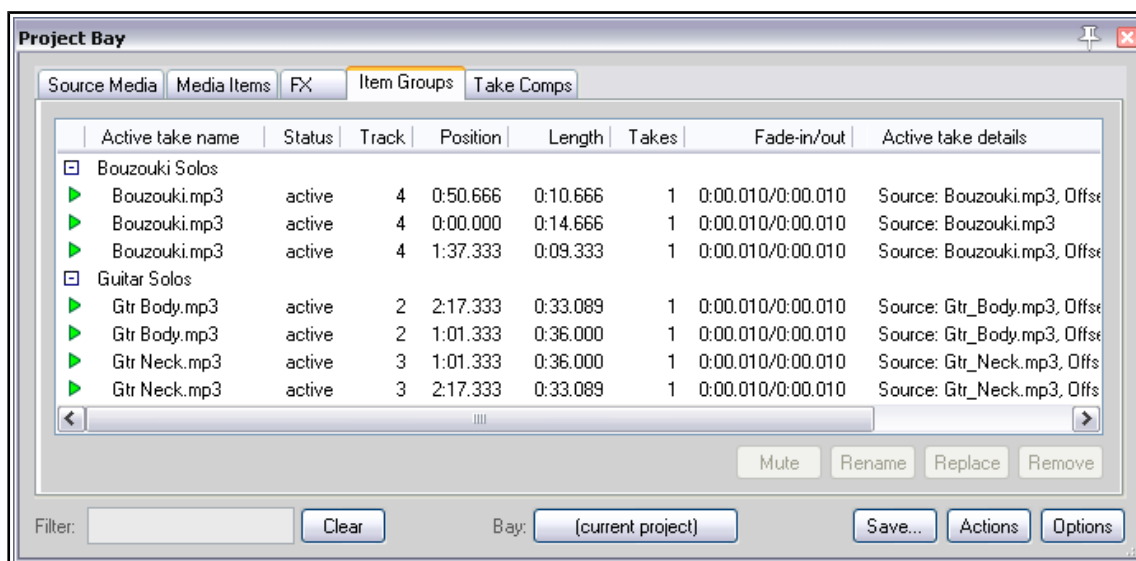 Project Bay
Source Media Media Items FX Item Groups Take Comps
Active take name Status Track Position Length Takes Fade-in/out Active take details
Bouzouki Solos
Bouzouki.mp3 active 4 0:50.666 0:10.666 1 0:00.010/0:00.010 Source: Bouzouki.mp3, Offse
Bouzouki.mp3 active 4 0:00.000 0:14.666 1 0:00.010/0:00.010 Source: Bouzouki.mp3
Bouzouki.mp3 active 4 1:37.333 0:09.333 1 0:00.010/0:00.010 Source: Bouzouki.mp3, Offse
Guitar Solos
Gtr Body.mp3 active 2 2:17.333 0:33.089 1 0:00.010/0:00.010 Source: Gtr_Body.mp3, Offse
Gtr Body.mp3 active 2 1:01.333 0:36.000 1 0:00.010/0:00.010 Source: Gtr_Body.mp3, Offse
Gtr Neck.mp3 active 3 1:01.333 0:36.000 1 0:00.010/0:00.010 Source: Gtr_Neck.mp3, Offs
Gtr Neck.mp3 active 3 2:17.333 0:33.089 1 0:00.010/0:00.010 Source: Gtr_Neck.mp3, Offs
Mute Rename Replace Remove
Filter: Clear Bay: (current project) Save... Actions Options